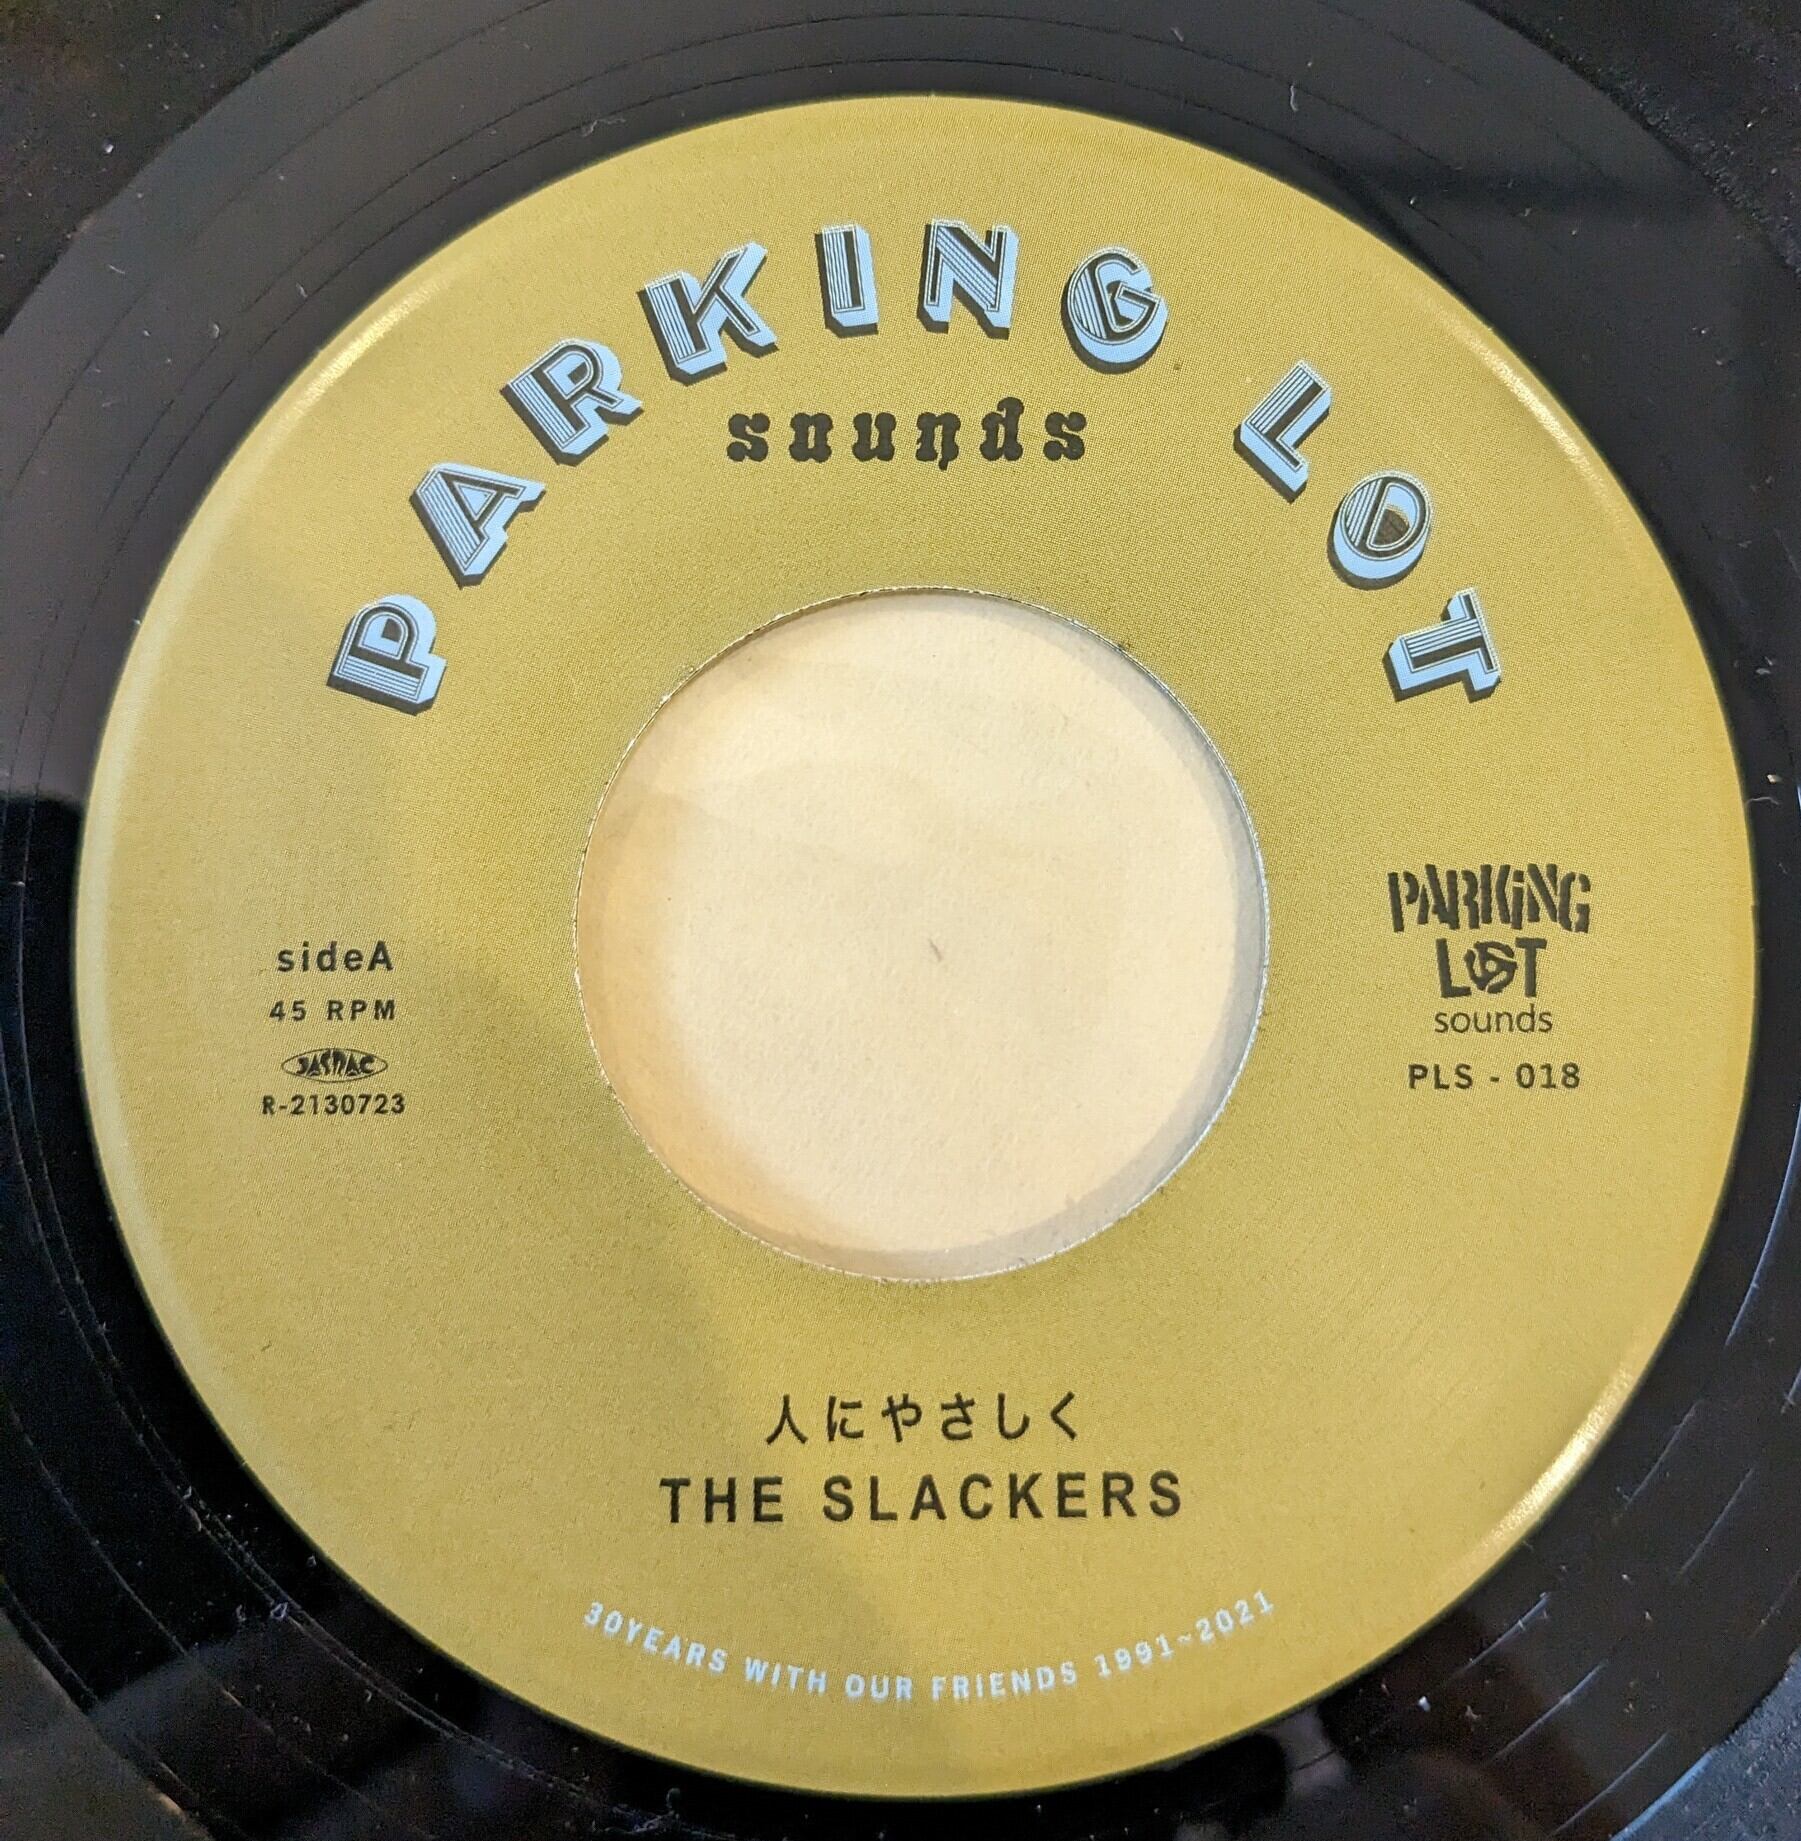 PARKING LOT
sounds
sideA
45 RPM
JASRAC
R-2130723
PARKiNG
LOT
sounds
PLS - 018
人にやさしく
THE SLACKERS
30YEARS WITH OUR FRIENDS 1991~2021